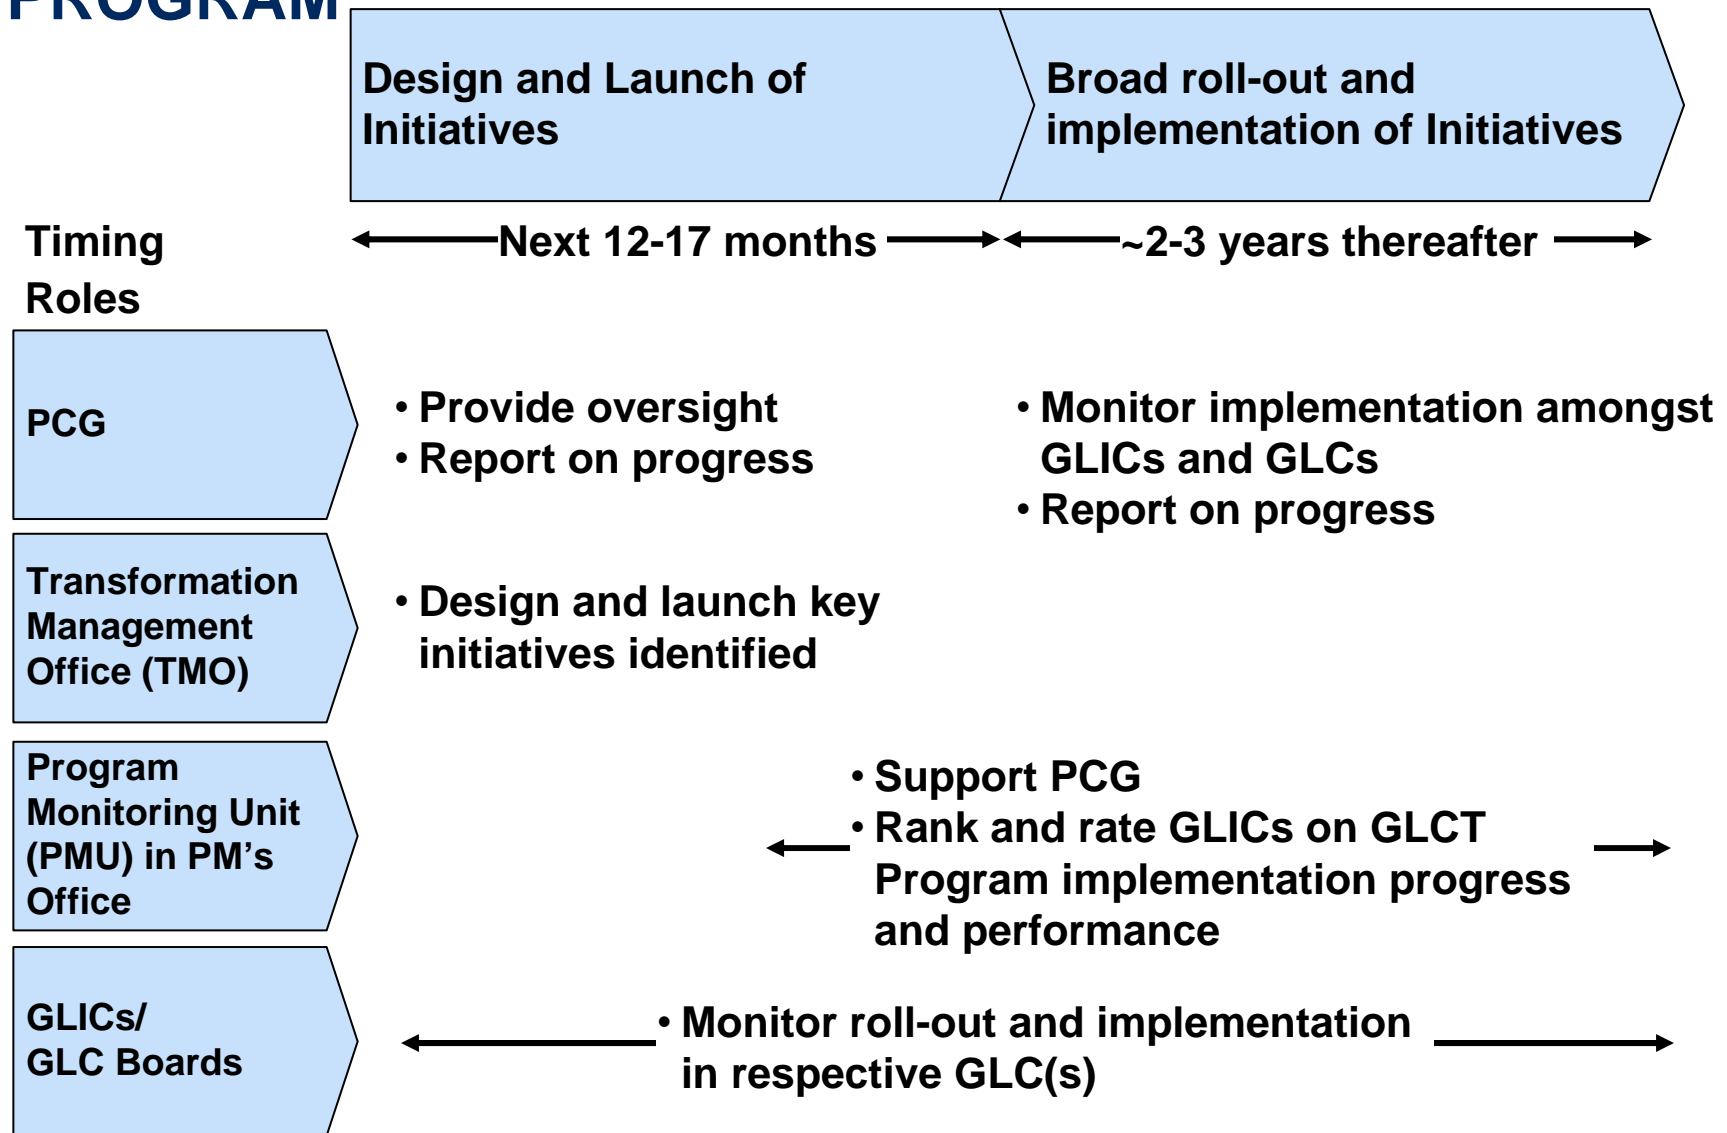 PROGRAM
Design and Launch of
Initiatives
Broad roll-out and
implementation of Initiatives
Timing
Next 12-17 months
~2-3 years thereafter
Roles
PCG
• Provide oversight
• Report on progress
• Monitor implementation amongst
GLICs and GLCs
• Report on progress
Transformation
Management
Office (TMO)
• Design and launch key
initiatives identified
Program
Monitoring Unit
(PMU) in PM’s
Office
• Support PCG
• Rank and rate GLICs on GLCT
Program implementation progress
and performance
GLICs/
GLC Boards
• Monitor roll-out and implementation
in respective GLC(s)